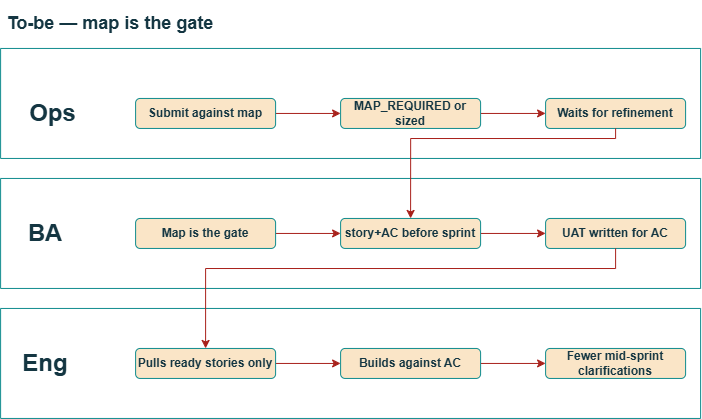 To-be — map is the gate
Ops
Submit against map
MAP_REQUIRED or
sized
Waits for refinement
BA
Map is the gate
story+AC before sprint
UAT written for AC
Eng
Pulls ready stories only
Builds against AC
Fewer mid-sprint
clarifications